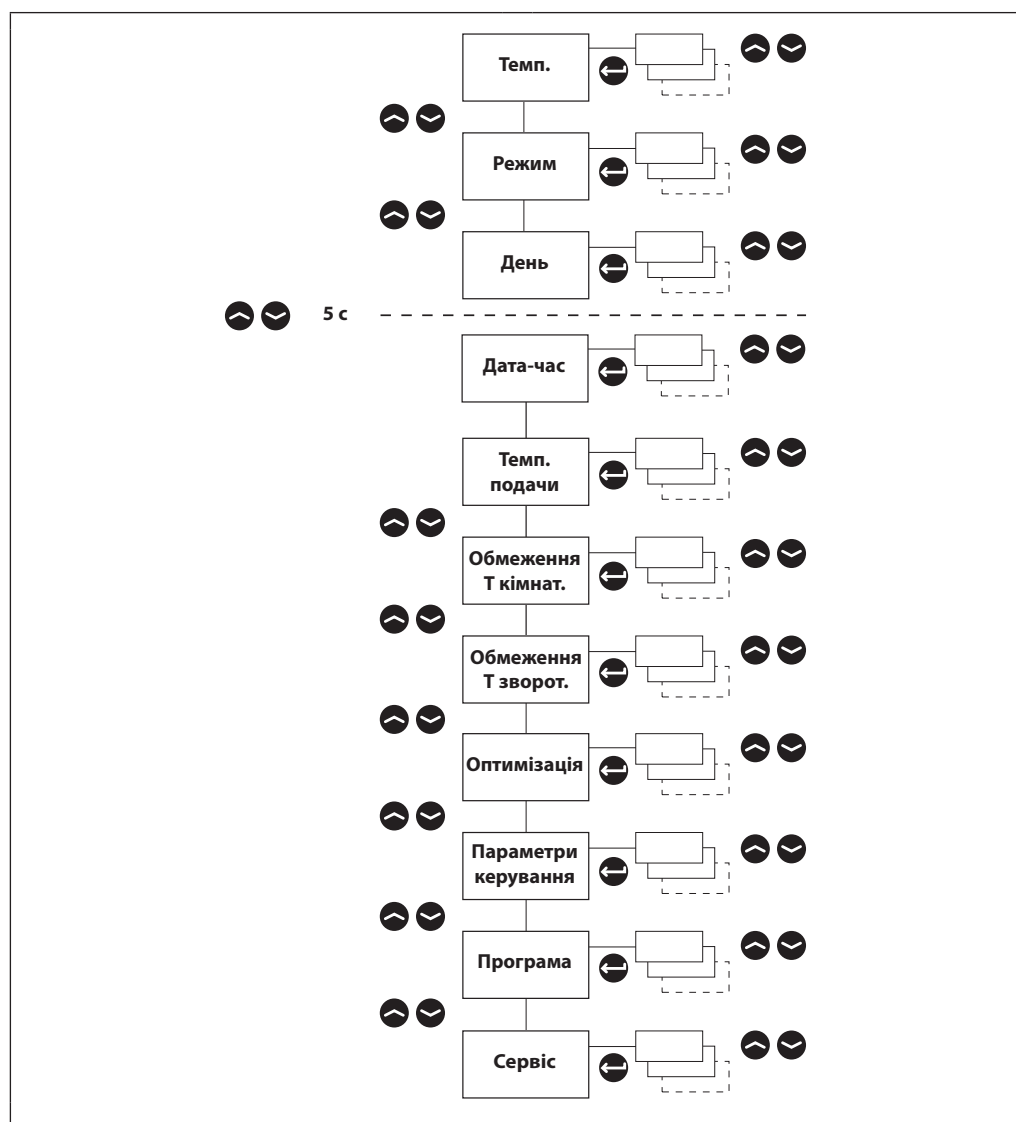 Темп.
Режим
День
5 с
Дата-час
Темп.
подачи
Обмеження
Т кімнат.
Обмеження
Т зворот.
Оптимізація
Параметри
керування
Програма
Сервіс